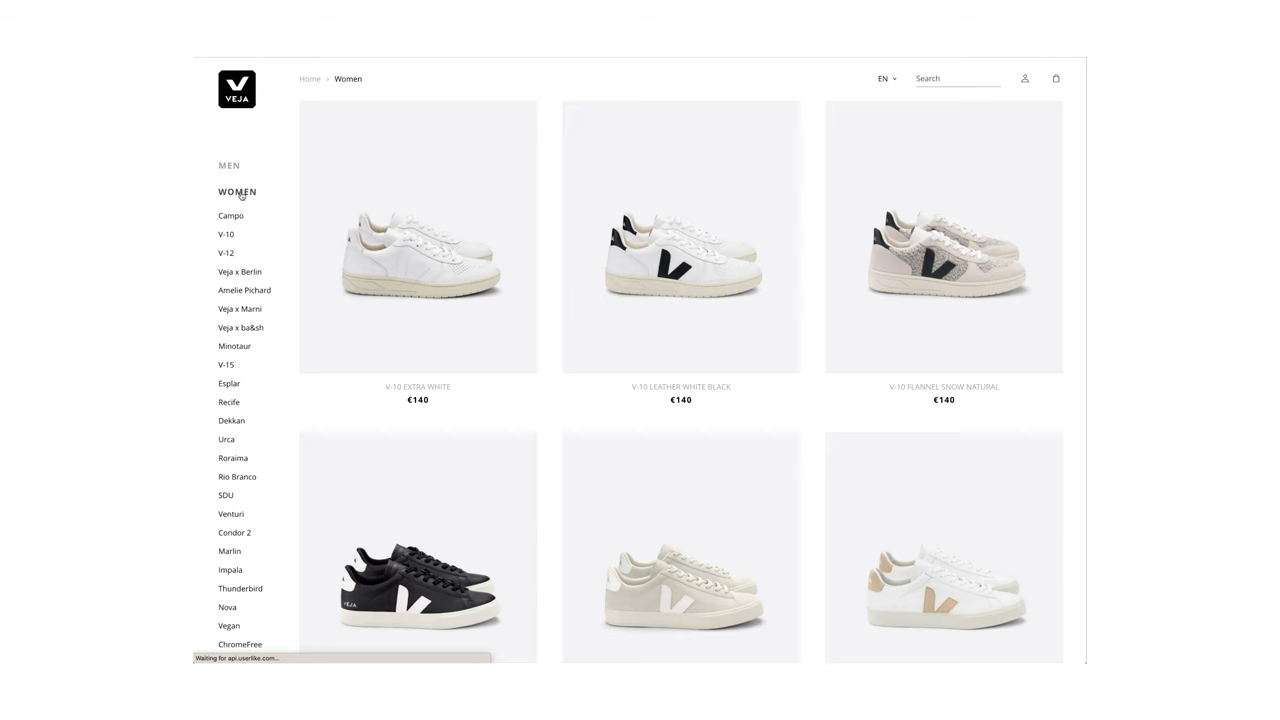 VEJA
Home › Women
EN
Search
MEN
WOMEN
Campo
V-10
V-12
Veja x Berlin
Amelie Pichard
Veja x Marni
Veja x ba&sh
Minotaur
V-15
Esplar
Recife
Dekkan
Urca
Roraima
Rio Branco
SDU
Venturi
Condor 2
Marlin
Impala
Thunderbird
Nova
Vegan
ChromeFree
V-10 EXTRA WHITE
€140
V-10 LEATHER WHITE BLACK
€140
V-10 FLANNEL SNOW NATURAL
€140
VEJA
Waiting for api.userlike.com...